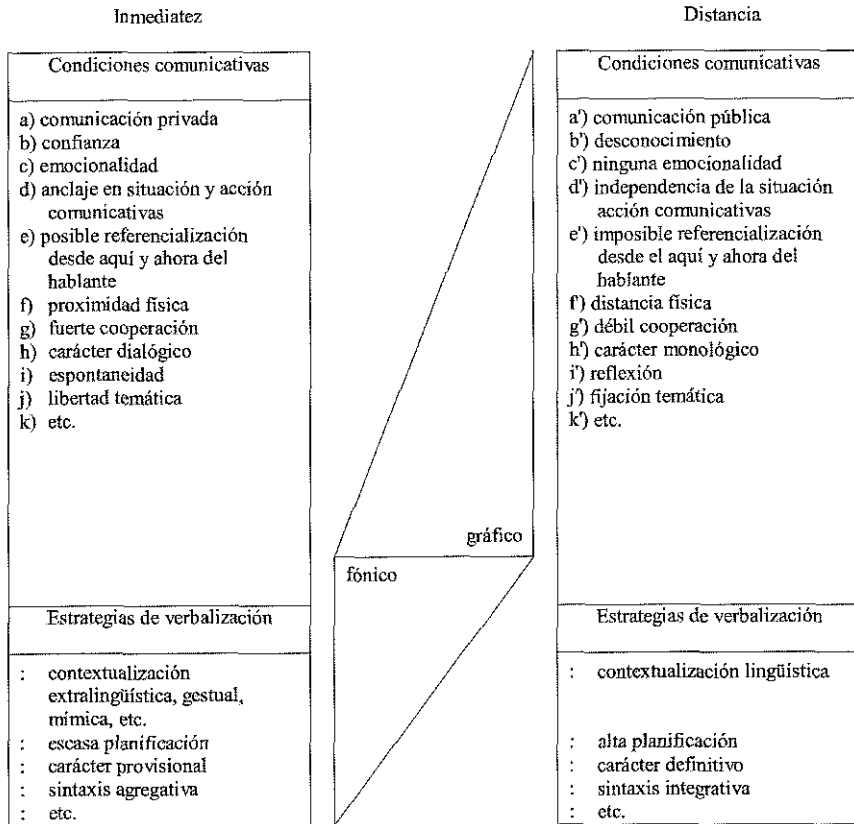 Inmediatez
Condiciones comunicativas
a) comunicación privada
b) confianza
c) emocionalidad
d) anclaje en situación y acción
comunicativas
e) posible referencialización
desde aquí y ahora del
hablante
f) proximidad física
g) fuerte cooperación
h) carácter dialógico
i) espontaneidad
j) libertad temática
k) etc.
Estrategias de verbalización
: contextualización
extralingüística, gestual,
mímica, etc.
: escasa planificación
: carácter provisional
: sintaxis agregativa
: etc.
gráfico
fónico
Distancia
Condiciones comunicativas
a') comunicación pública
b') desconocimiento
c') ninguna emocionalidad
d') independencia de la situación
acción comunicativas
e') imposible referencialización
desde el aquí y ahora del
hablante
f') distancia física
g') débil cooperación
h') carácter monológico
i') reflexión
j') fijación temática
k') etc.
Estrategias de verbalización
: contextualización lingüística
: alta planificación
: carácter definitivo
: sintaxis integrativa
: etc.